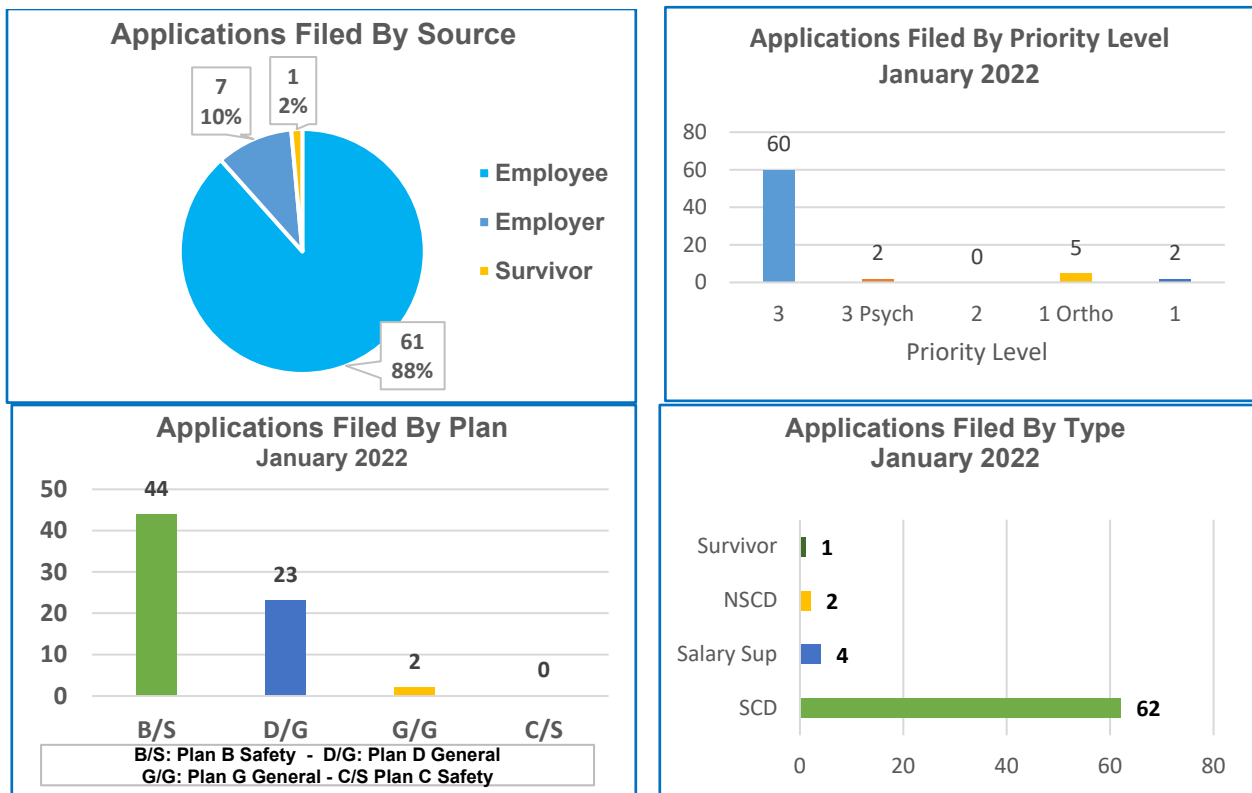 Applications Filed By Source
7
10%
1
2%
Employee
Employer
Survivor
61
88%
Applications Filed By Priority Level
January 2022
80
60
40
20
0
60
2
0
5
2
3 3 Psych 2 1 Ortho 1
Priority Level
Applications Filed By Plan
January 2022
50
40
30
20
10
0
44
23
2
0
B/S D/G G/G C/S
B/S: Plan B Safety - D/G: Plan D General
G/G: Plan G General - C/S Plan C Safety
Applications Filed By Type
January 2022
Survivor 1
NSCD 2
Salary Sup 4
SCD 62
0 20 40 60 80